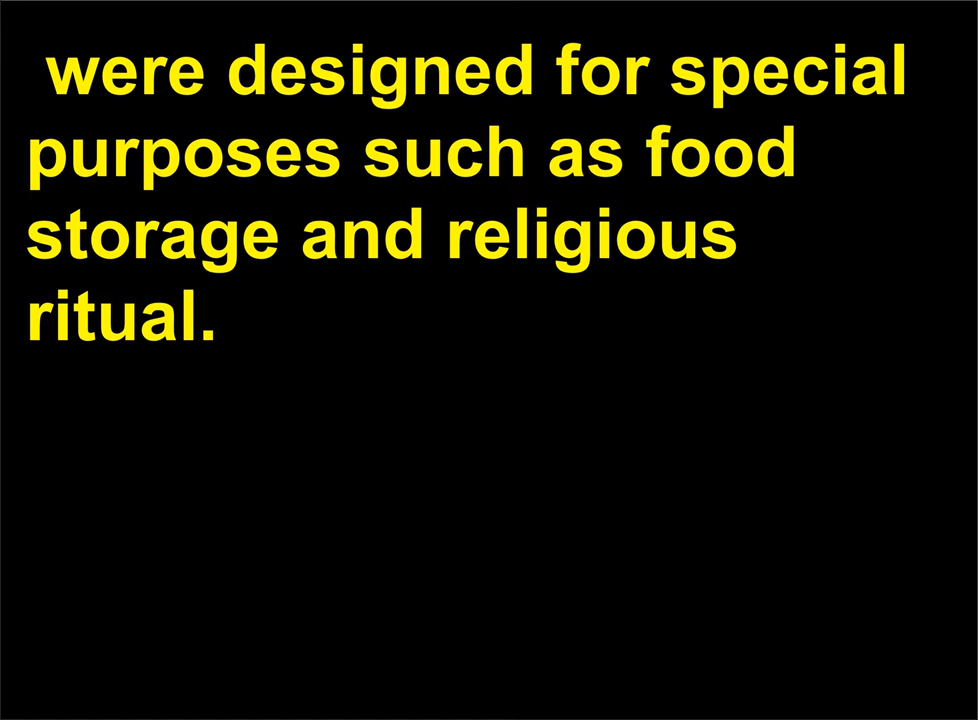 were designed for special
purposes such as food
storage and religious
ritual.